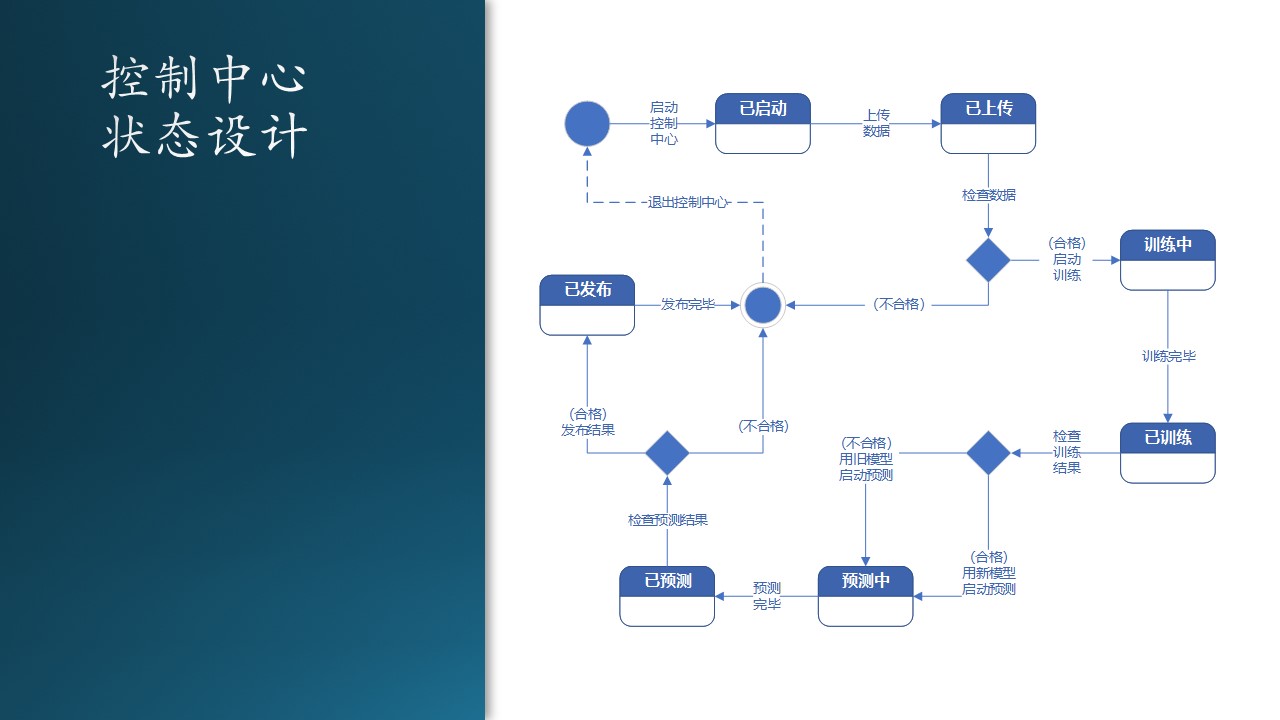 控制中心
状态设计
启动
控制
中心
已启动
上传
数据
已上传
检查数据
退出控制中心
(合格)
启动
训练
训练中
已发布
发布完毕
(不合格)
训练完毕
(合格)
发布结果
(不合格)
(不合格)
用旧模型
启动预测
检查
训练
结果
已训练
检查预测结果
(合格)
用新模型
启动预测
已预测
预测
完毕
预测中